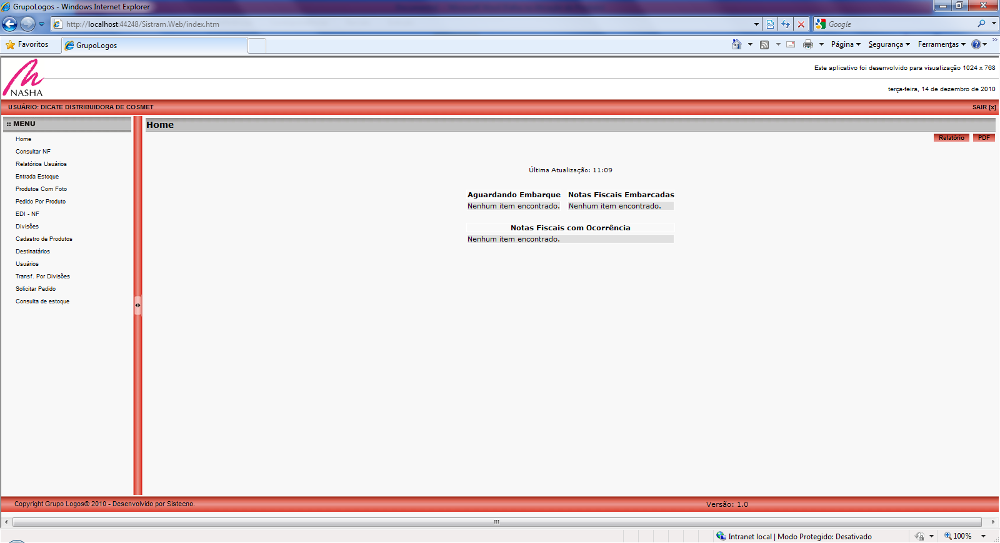 GrupoLogos - Windows Internet Explorer
http://localhost:44248/Sistram.Web/index.htm
Google
Favoritos
GrupoLogos
Página
Segurança
Ferramentas
NASHA
Este aplicativo foi desenvolvido para visualização 1024 x 768
terça-feira, 14 de dezembro de 2010
USUÁRIO: DICATE DISTRIBUIDORA DE COSMET
SAIR [x]
:: MENU
Home
Consultar NF
Relatórios Usuários
Entrada Estoque
Produtos Com Foto
Pedido Por Produto
EDI - NF
Divisões
Cadastro de Produtos
Destinatários
Usuários
Transf. Por Divisões
Solicitar Pedido
Consulta de estoque
Home
Relatório
PDF
Última Atualização: 11:09
Aguardando Embarque
Notas Fiscais Embarcadas
Nenhum item encontrado.
Nenhum item encontrado.
Notas Fiscais com Ocorrência
Nenhum item encontrado.
Copyright Grupo Logos® 2010 - Desenvolvido por Sistecno.
Versão: 1.0
Intranet local | Modo Protegido: Desativado
100%